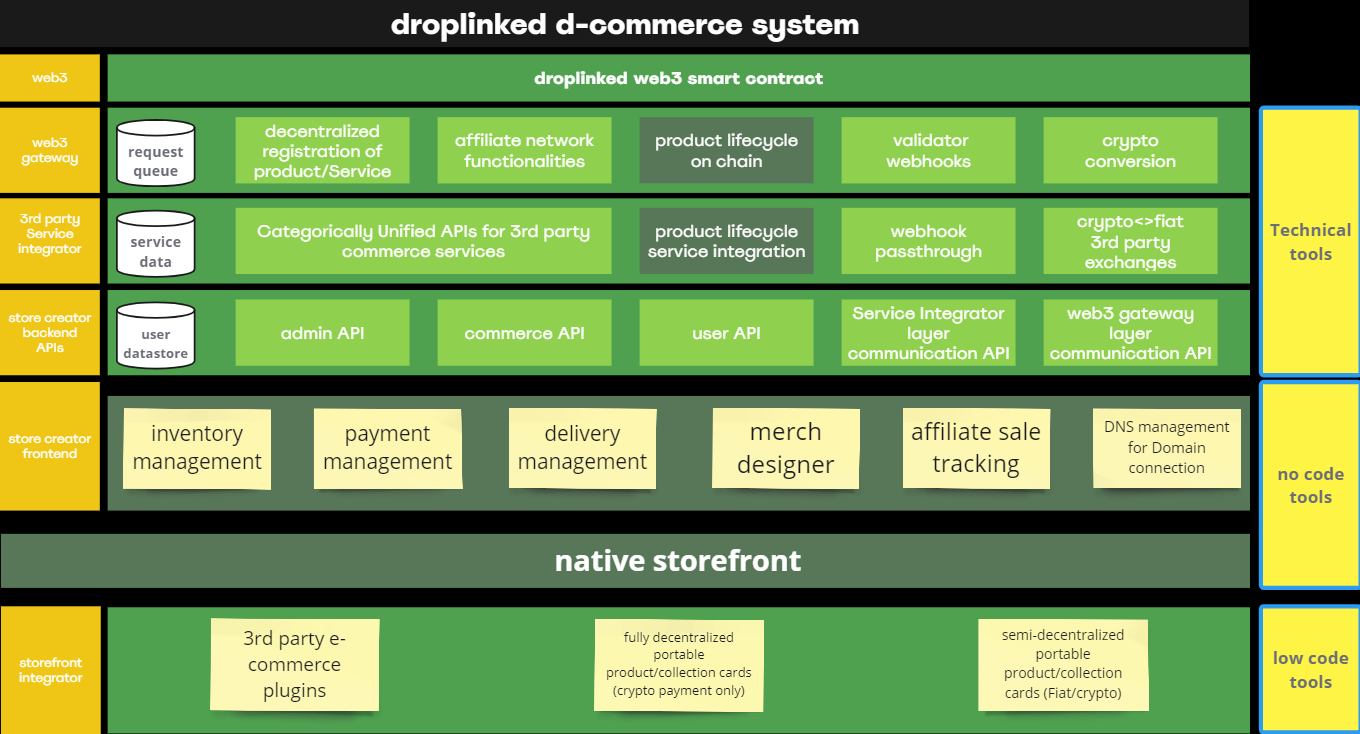 droplinked d-commerce system
web3
droplinked web3 smart contract
web3
gateway
request
queue
decentralized
registration of
product/Service
affiliate network
functionalities
product lifecycle
on chain
validator
webhooks
crypto
conversion
3rd party
Service
integrator
service
data
Categorically Unified APIs for 3rd party
commerce services
product lifecycle
service integration
webhook
passthrough
crypto<>fiat
3rd party
exchanges
store creator
backend
APIs
user
datastore
admin API
commerce API
user API
Service Integrator
layer
communication API
web3 gateway
layer
communication API
Technical
tools
store creator
frontend
inventory
management
payment
management
delivery
management
merch
designer
affiliate sale
tracking
DNS management
for Domain
connection
no code
tools
native storefront
storefront
integrator
3rd party e-
commerce
plugins
fully decentralized
portable
product/collection cards
(crypto payment only)
semi-decentralized
portable
product/collection
cards (Fiat/crypto)
low code
tools